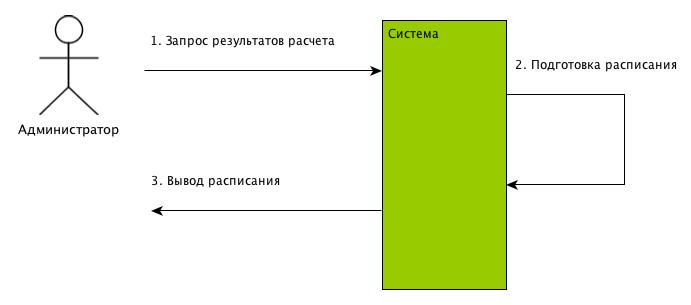 1. Запрос результатов расчета
Система
2. Подготовка расписания
Администратор
3. Вывод расписания